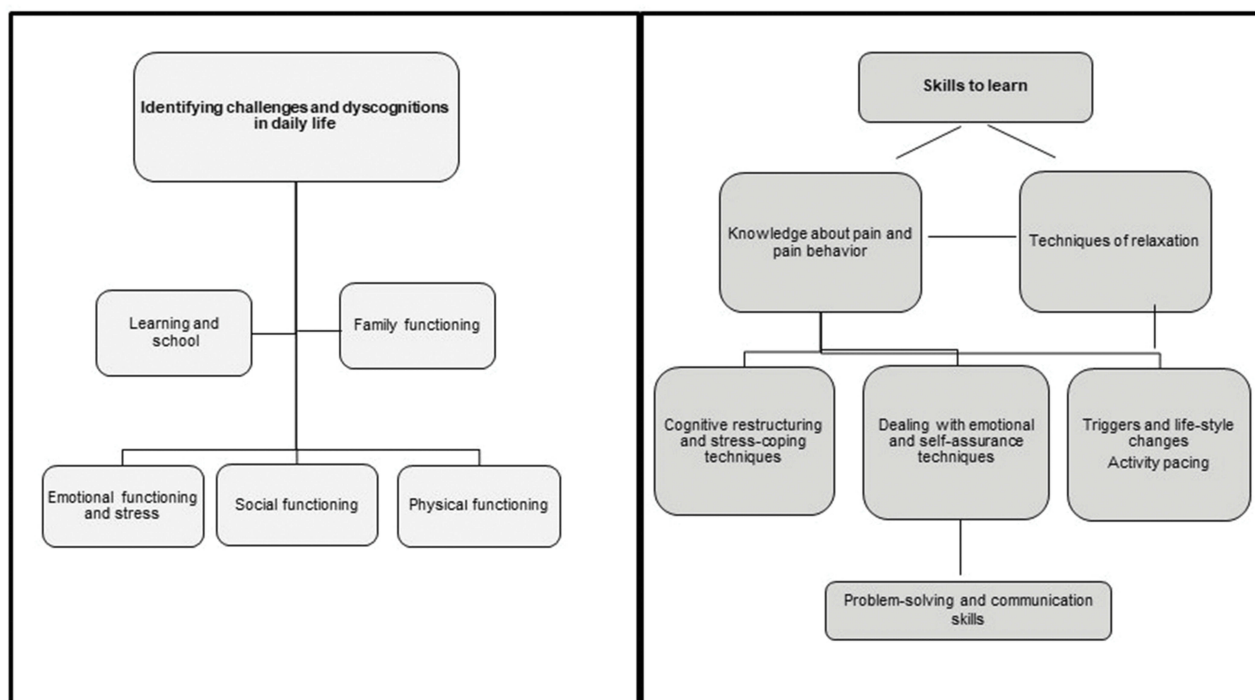 Identifying challenges and dyscognitions
in daily life
Learning and
school
Family functioning
Emotional functioning
and stress
Social functioning
Physical functioning
Skills to learn
Knowledge about pain and
pain behavior
Techniques of relaxation
Cognitive restructuring
and stress-coping
techniques
Dealing with emotional
and self-assurance
techniques
Triggers and life-style
changes
Activity pacing
Problem-solving and communication
skills